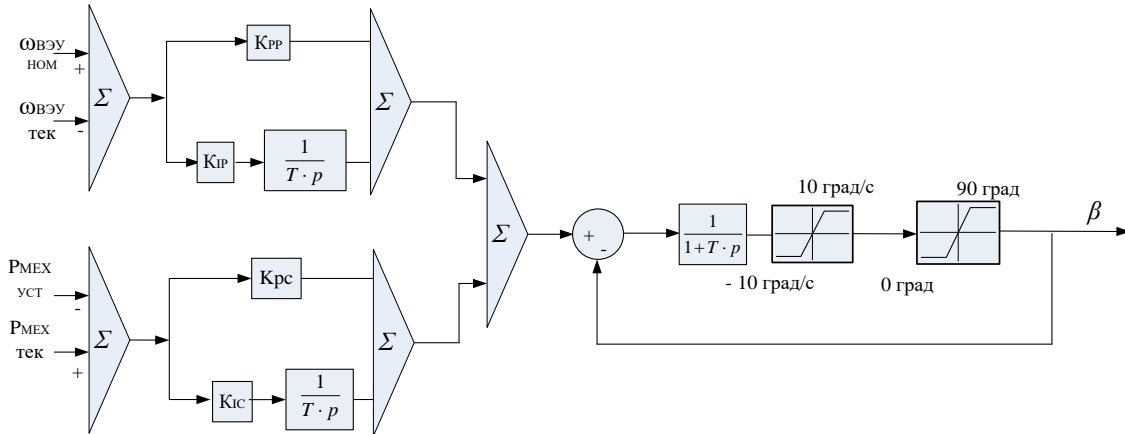 ωВЭУ
НОМ
+
ωВЭУ
тек
-
Σ
KPP
KIP
1
T · p
Σ
PМЕХ
УСТ
-
PМЕХ
тек
+
Σ
Kpc
KIC
1
T · p
Σ
Σ
+
-
1
1+T · p
10 град/с
- 10 град/с
90 град
0 град
β